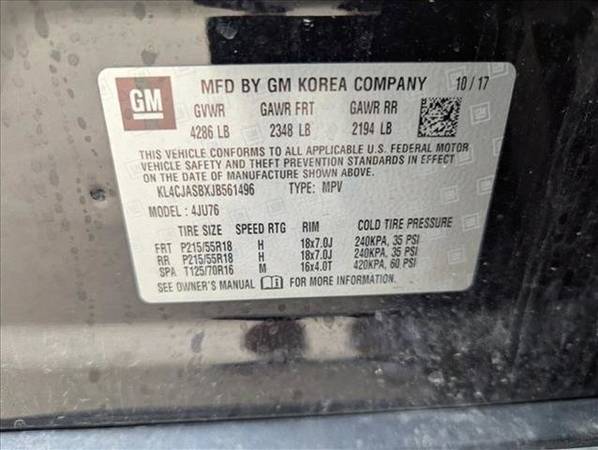 GM
MFD BY GM KOREA COMPANY 10/17
GVWR GAWR FRT GAWR RR
4286 LB 2348 LB 2194 LB
THIS VEHICLE CONFORMS TO ALL APPLICABLE U.S. FEDERAL MOTOR
VEHICLE SAFETY AND THEFT PREVENTION STANDARDS IN EFFECT
ON THE DATE OF MANUFACTURE SHOWN ABOVE.
KL4CJASBXJB561496 TYPE: MPV
MODEL: 4JU76
TIRE SIZE SPEED RTG RIM COLD TIRE PRESSURE
FRT P215/55R18 H 18x7.0J 240KPA, 35 PSI
RR P215/55R18 H 18x7.0J 240KPA, 35 PSI
SPA T125/70R16 M 16x4.0T 420KPA, 60 PSI
SEE OWNER'S MANUAL FOR MORE INFORMATION.